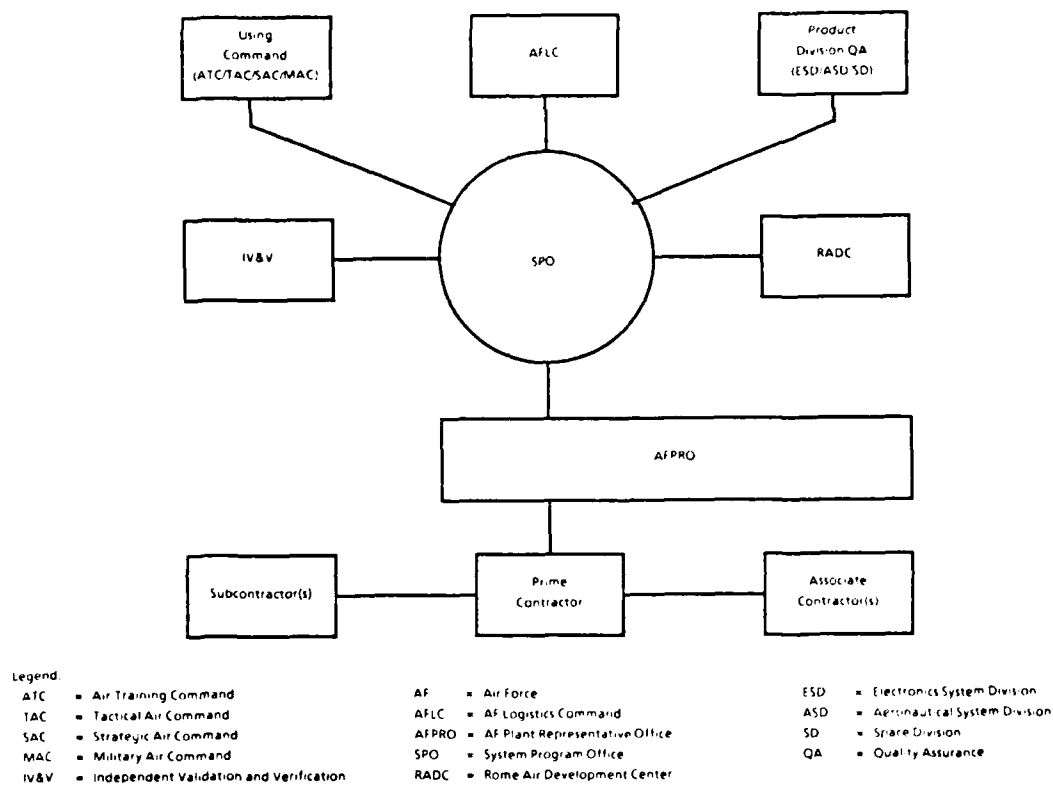 Using
Command
(ATC/TAC/SAC/MAC)
AFLC
Product
Division QA
(ESD/ASD/SD)
IV&V
SPO
RADC
AFPRO
Subcontractor(s)
Prime
Contractor
Associate
Contractor(s)
Legend.
ATC = Air Training Command
TAC = Tactical Air Command
SAC = Strategic Air Command
MAC = Military Air Command
IV&V = Independent Validation and Verification
AF = Air Force
AFLC = AF Logistics Command
AFPRO = AF Plant Representative Office
SPO = System Program Office
RADC = Rome Air Development Center
ESD = Electronics System Division
ASD = Aeronautical System Division
SD = Space Division
QA = Quality Assurance